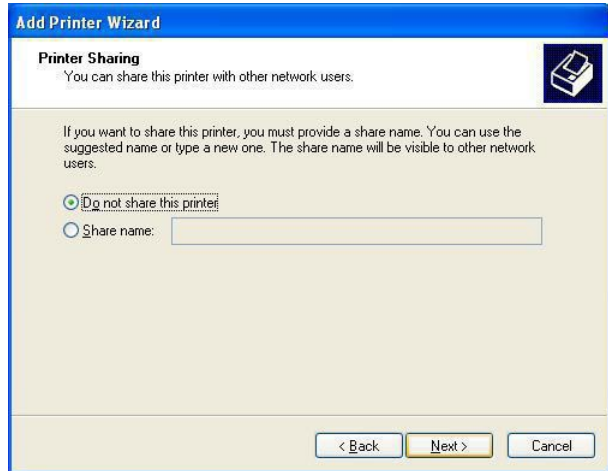 Add Printer Wizard
Printer Sharing
You can share this printer with other network users.
If you want to share this printer, you must provide a share name. You can use the
suggested name or type a new one. The share name will be visible to other network
users.
Do not share this printer
Share name:
< Back Next > Cancel